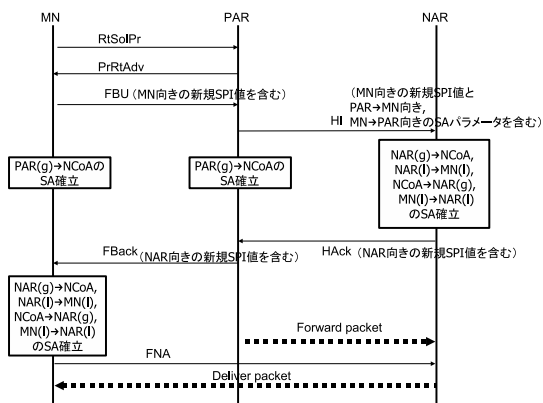 MN
PAR
NAR
RtSolPr
PrRtAdv
FBU (MN向きの新規SPI値を含む)
(MN向きの新規SPI値と
PAR→MN向き,
HI
MN→PAR向きのSAパラメータを含む)
PAR(g)→NCoAの
SA確立
PAR(g)→NCoAの
SA確立
NAR(g)→NCoA,
NAR(l)→MN(l),
NCoA→NAR(g),
MN(l)→NAR(l)
のSA確立
HAck (NAR向きの新規SPI値を含む)
FBack(NAR向きの新規SPI値を含む)
NAR(g)→NCoA,
NAR(l)→MN(l),
NCoA→NAR(g),
MN(l)→NAR(l)
のSA確立
Forward packet
FNA
Deliver packet